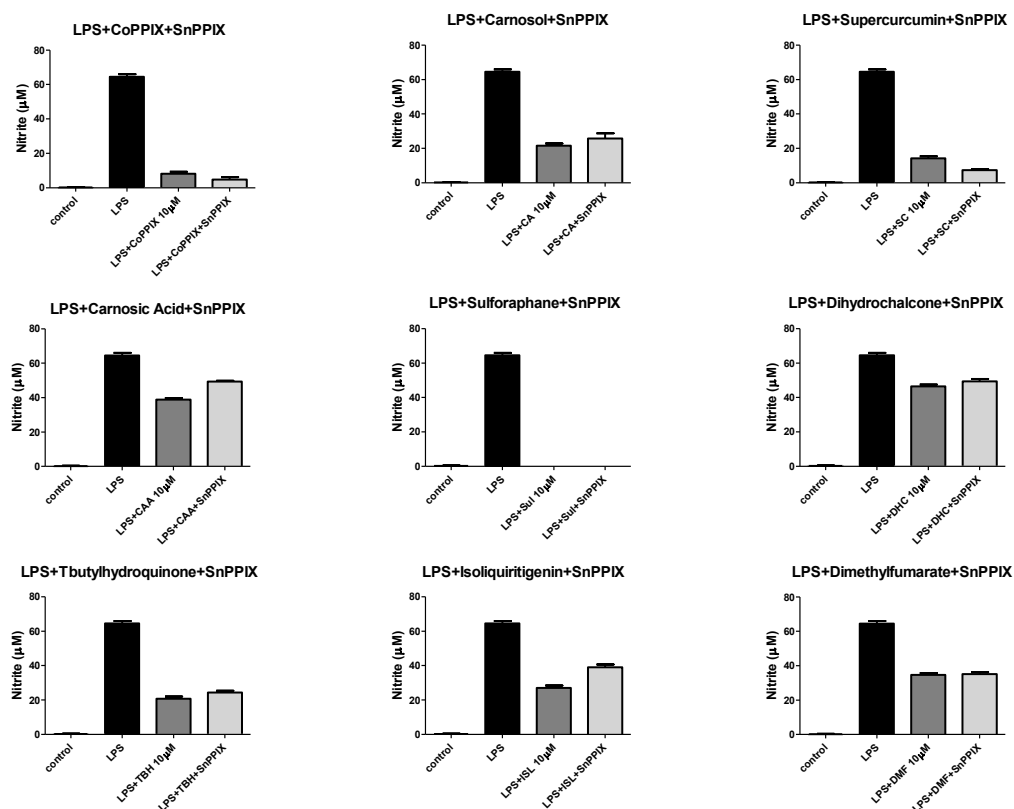 LPS+CoPPIX+SnPPIX
Nitrite (µM)
80
60
40
20
0
control
LPS
LPS+CoPPIX 10µM
LPS+CoPPIX+SnPPIX
LPS+Carnosol+SnPPIX
Nitrite (µM)
80
60
40
20
0
control
LPS
LPS+CA 10µM
LPS+CA+SnPPIX
LPS+Supercurcumin+SnPPIX
Nitrite (µM)
80
60
40
20
0
control
LPS
LPS+SC 10µM
LPS+SC+SnPPIX
LPS+Carnosic Acid+SnPPIX
Nitrite (µM)
80
60
40
20
0
control
LPS
LPS+CAA 10µM
LPS+CAA+SnPPIX
LPS+Sulforaphane+SnPPIX
Nitrite (µM)
80
60
40
20
0
control
LPS
LPS+Sul 10µM
LPS+Sul+SnPPIX
LPS+Dihydrochalcone+SnPPIX
Nitrite (µM)
80
60
40
20
0
control
LPS
LPS+DHC 10µM
LPS+DHC+SnPPIX
LPS+Tbutylhydroquinone+SnPPIX
Nitrite (µM)
80
60
40
20
0
control
LPS
LPS+TBH 10µM
LPS+TBH+SnPPIX
LPS+Isoliquiritigenin+SnPPIX
Nitrite (µM)
80
60
40
20
0
control
LPS
LPS+ISL 10µM
LPS+ISL+SnPPIX
LPS+Dimethylfumarate+SnPPIX
Nitrite (µM)
80
60
40
20
0
control
LPS
LPS+DMF 10µM
LPS+DMF+SnPPIX